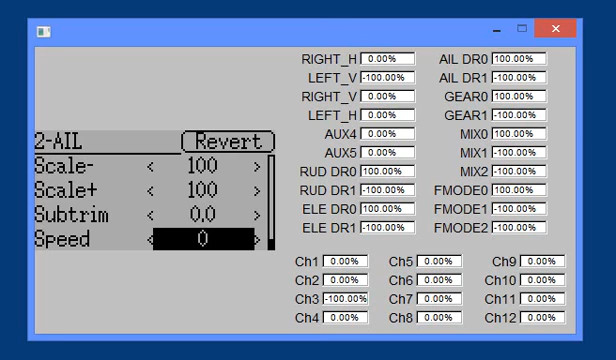 2-AIL Revert
Scale- < 100 >
Scale+ < 100 >
Subtrim < 0.0 >
Speed < 0 >
RIGHT_H 0.00% AIL DR0 100.00%
LEFT_V -100.00% AIL DR1 -100.00%
RIGHT_V 0.00% GEAR0 100.00%
LEFT_H 0.00% GEAR1 -100.00%
AUX4 0.00% MIX0 100.00%
AUX5 0.00% MIX1 -100.00%
RUD DR0 100.00% MIX2 -100.00%
RUD DR1 -100.00% FMODE0 100.00%
ELE DR0 100.00% FMODE1 -100.00%
ELE DR1 -100.00% FMODE2 -100.00%
Ch1 0.00% Ch5 0.00% Ch9 0.00%
Ch2 0.00% Ch6 0.00% Ch10 0.00%
Ch3 -100.00% Ch7 0.00% Ch11 0.00%
Ch4 0.00% Ch8 0.00% Ch12 0.00%